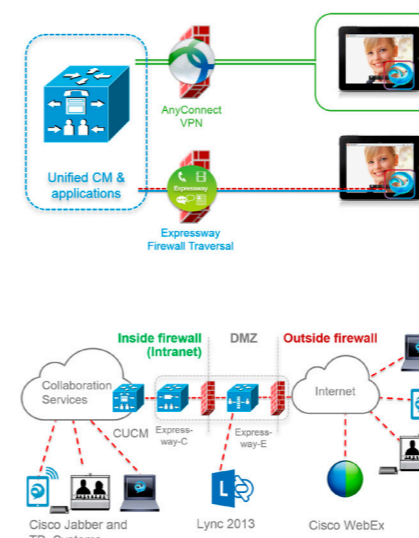 AnyConnect
VPN
Unified CM &
applications
Expressway
Expressway
Firewall Traversal
Inside firewall
(Intranet)
DMZ
Outside firewall
Collaboration
Services
Internet
CUCM
Express-
way-C
Express-
way-E
Cisco Jabber and
Lync 2013
Cisco WebEx